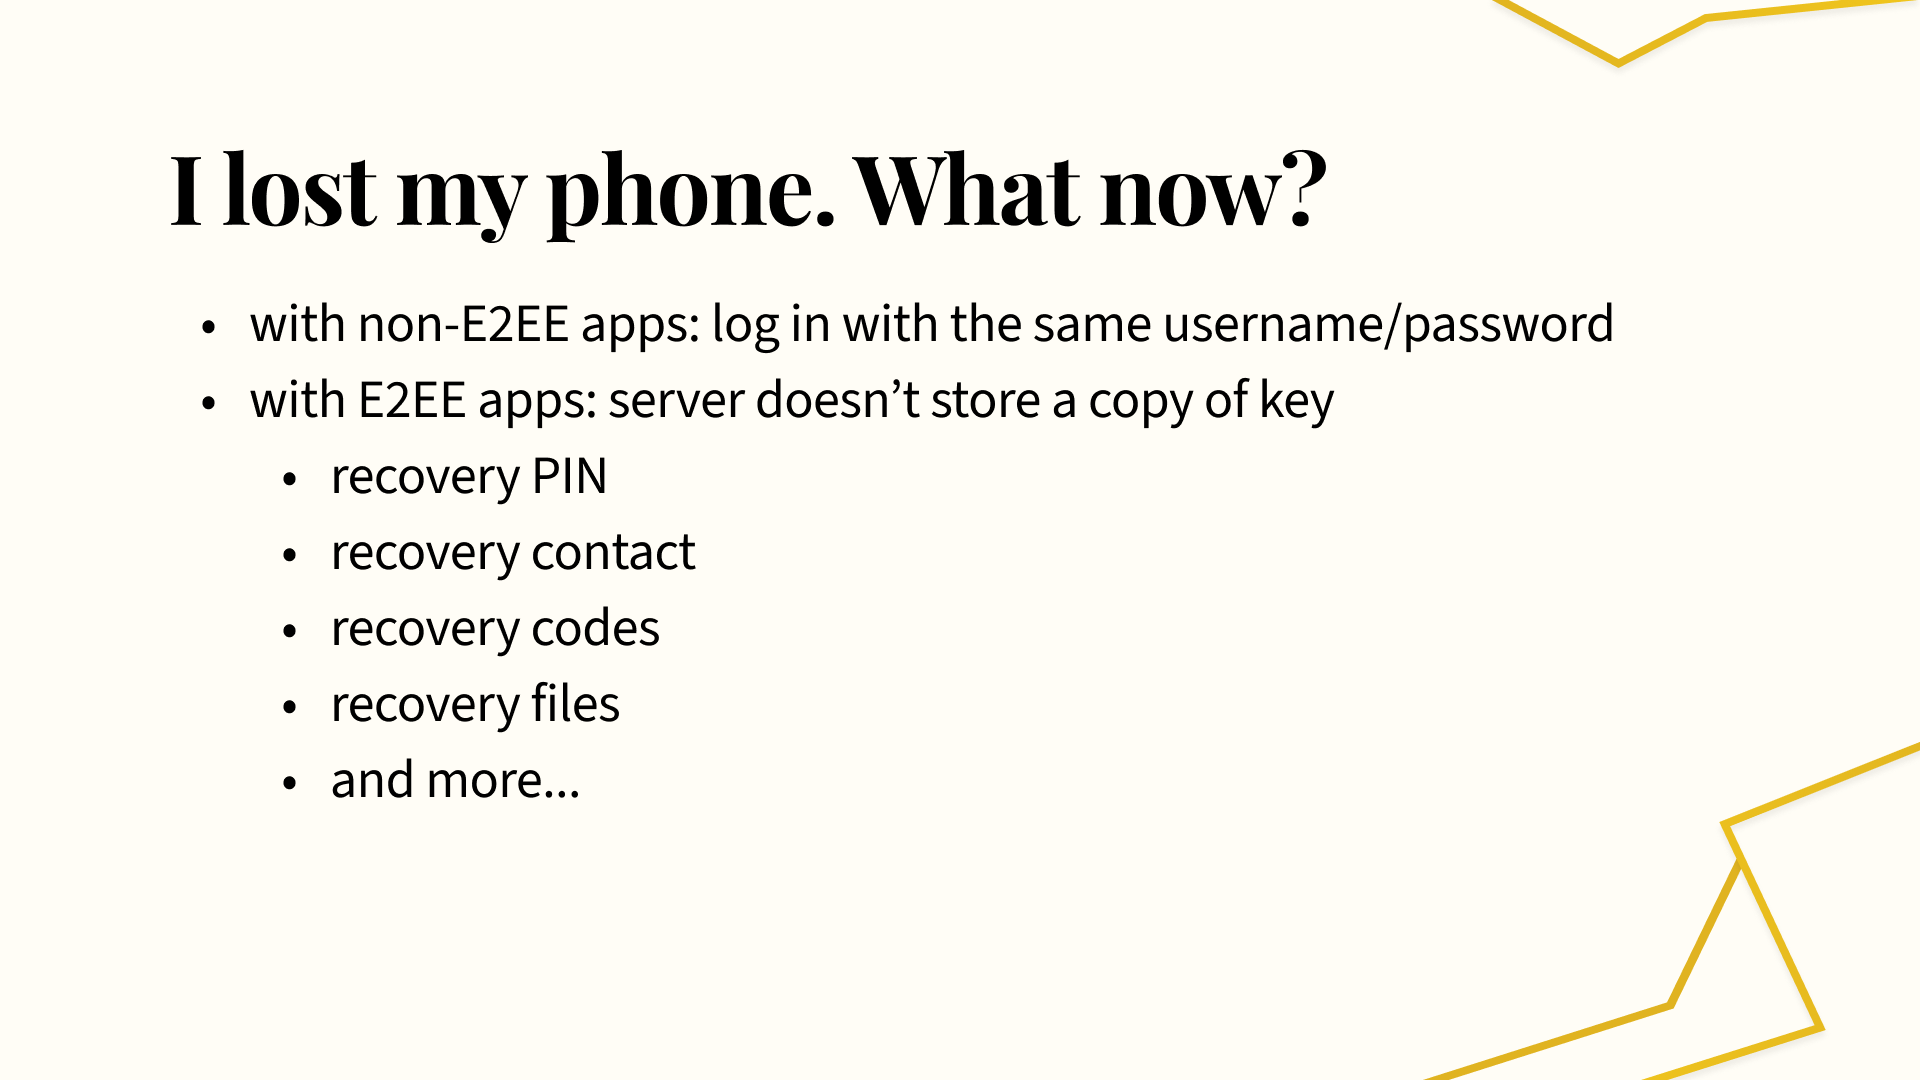 I lost my phone. What now?
• with non-E2EE apps: log in with the same username/password
• with E2EE apps: server doesn’t store a copy of key
• recovery PIN
• recovery contact
• recovery codes
• recovery files
• and more...